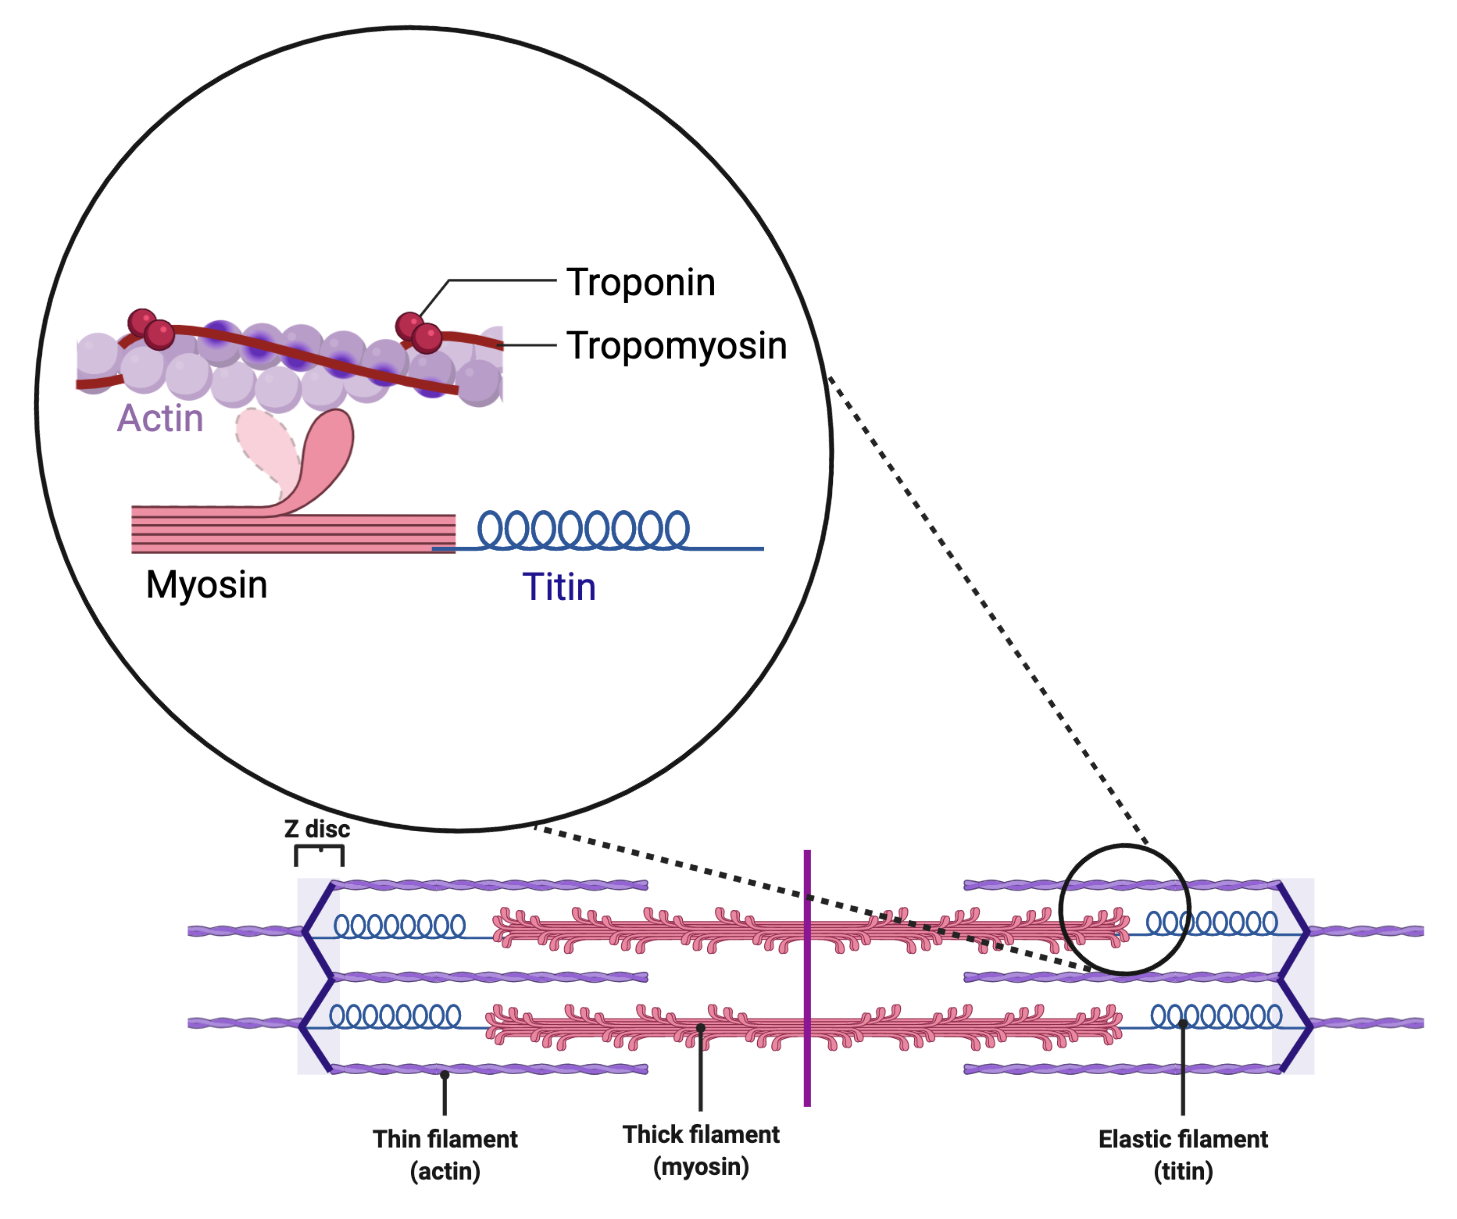 Troponin
Tropomyosin
Actin
Myosin
Titin
Z disc
Thin filament
(actin)
Thick filament
(myosin)
Elastic filament
(titin)